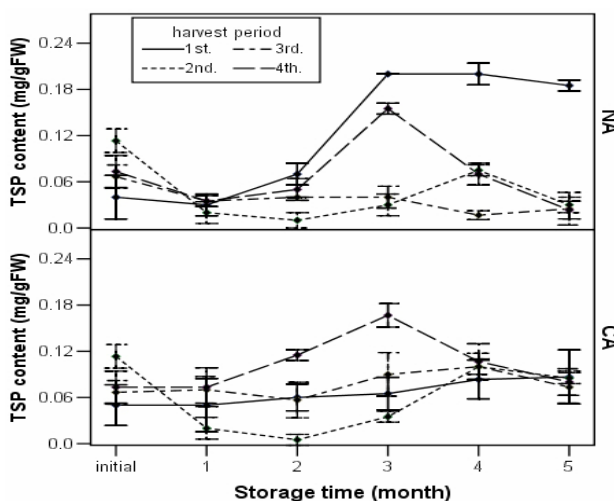 harvest period
1st.
3rd.
2nd.
4th.
TSP content (mg/gFW)
0.24
0.18
0.12
0.06
0.0
NA
TSP content (mg/gFW)
0.24
0.18
0.12
0.06
0.0
CA
initial 1 2 3 4 5
Storage time (month)